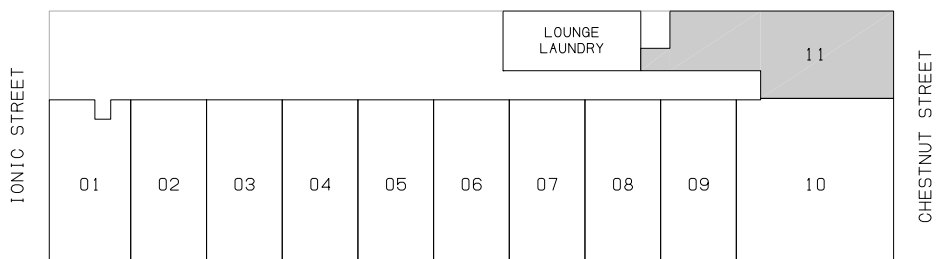 LOUNGE
LAUNDRY
11
IONIC STREET
CHESTNUT STREET
01 02 03 04 05 06 07 08 09 10